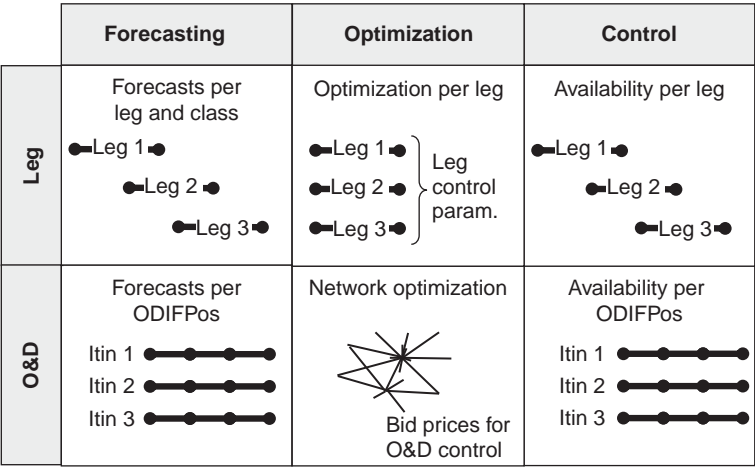 Forecasting
Optimization
Control
Leg
Forecasts per
leg and class
Leg 1
Leg 2
Leg 3
Optimization per leg
Leg 1
Leg 2
Leg 3
Leg
control
param.
Availability per leg
Leg 1
Leg 2
Leg 3
O&D
Forecasts per
ODIFPos
Itin 1
Itin 2
Itin 3
Network optimization
Bid prices for
O&D control
Availability per
ODIFPos
Itin 1
Itin 2
Itin 3